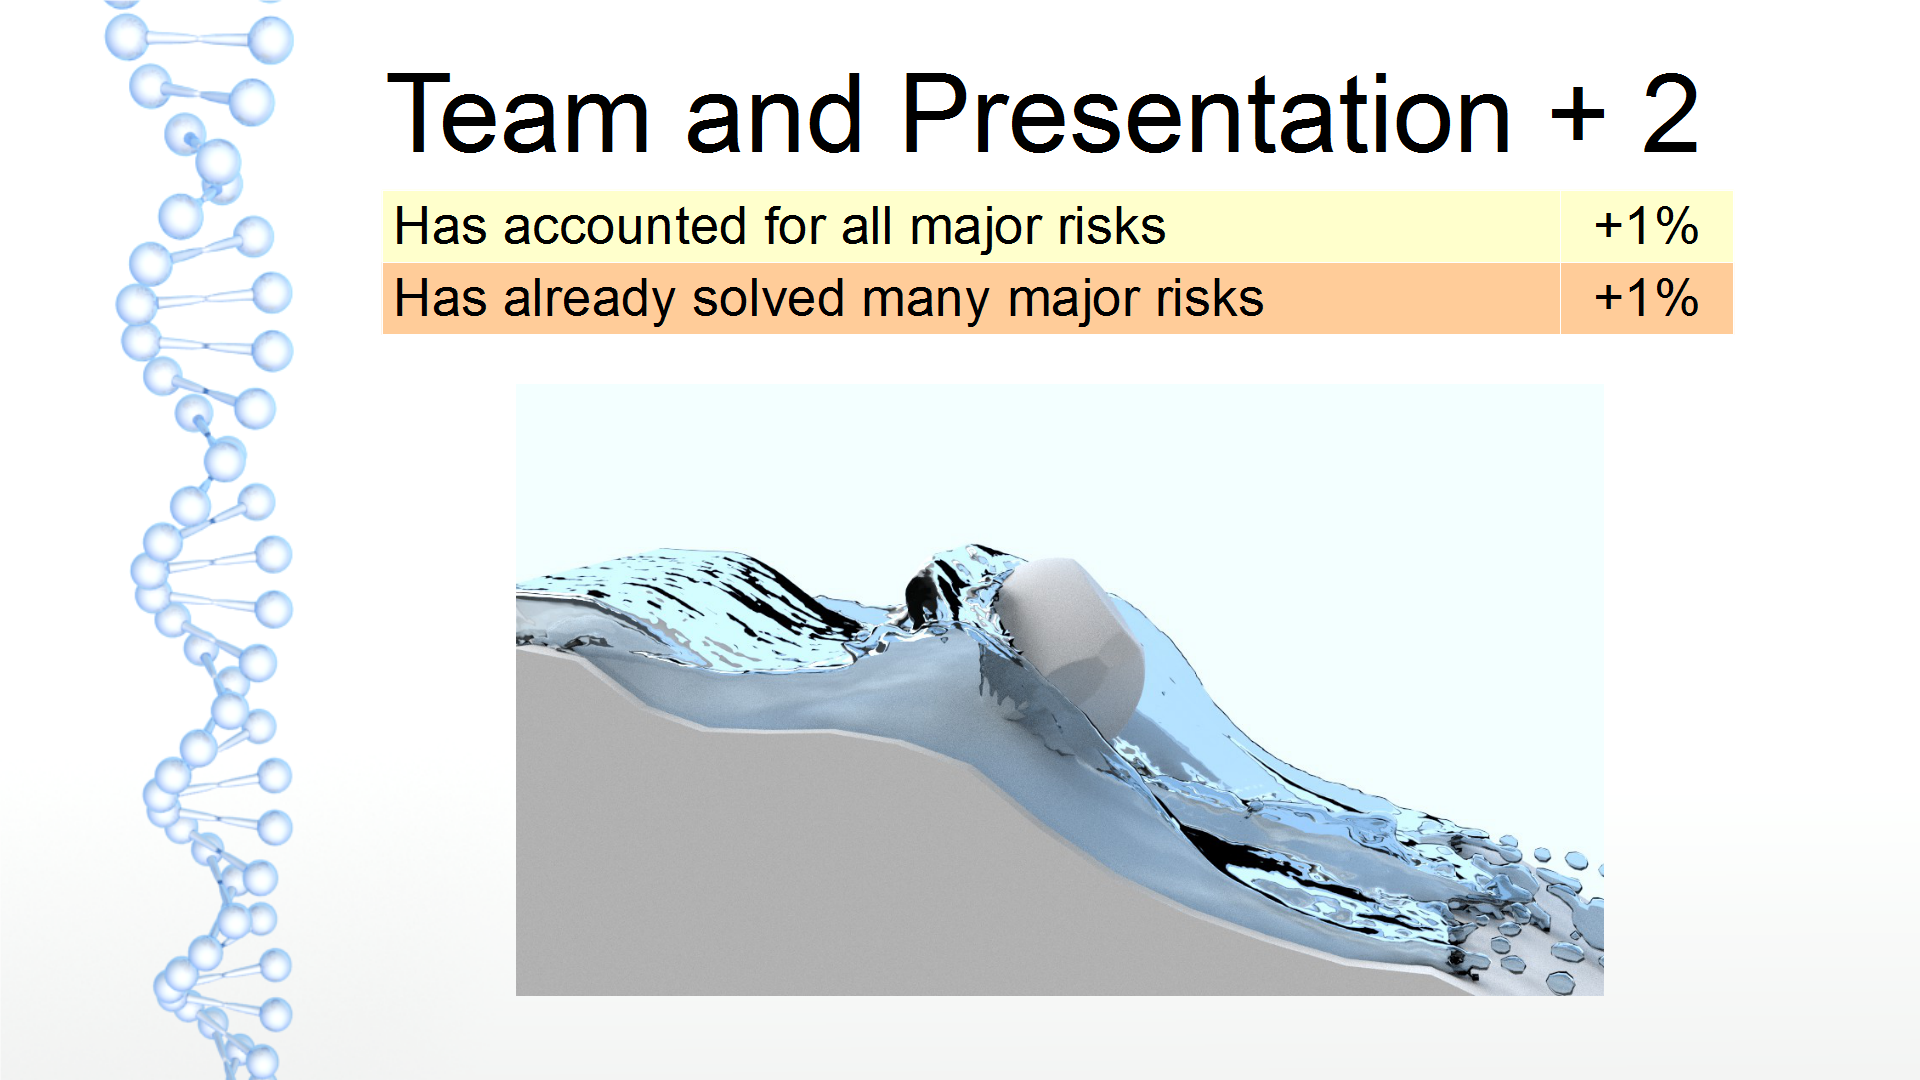 Team and Presentation + 2
Has accounted for all major risks +1%
Has already solved many major risks +1%